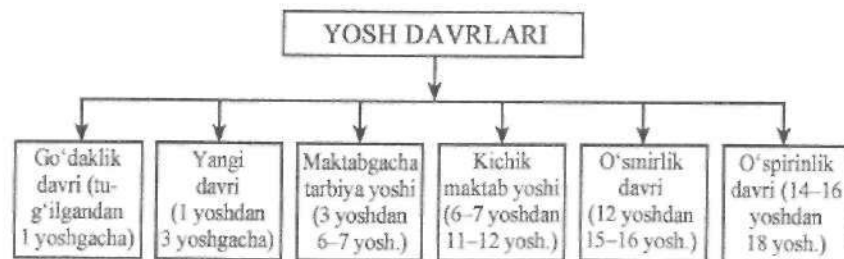 YOSH DAVRLARI
Go‘daklik
davri (tu-
g‘ilgandan
1 yoshgacha)
Yangi
davri
(1 yoshdan
3 yoshgacha)
Maktabgacha
tarbiya yoshi
(3 yoshdan
6–7 yosh.)
Kichik
maktab yoshi
(6–7 yoshdan
11–12 yosh.)
O‘smirlik
davri
(12 yoshdan
15–16 yosh.)
O‘spirinlik
davri (14–16
yoshdan
18 yosh.)